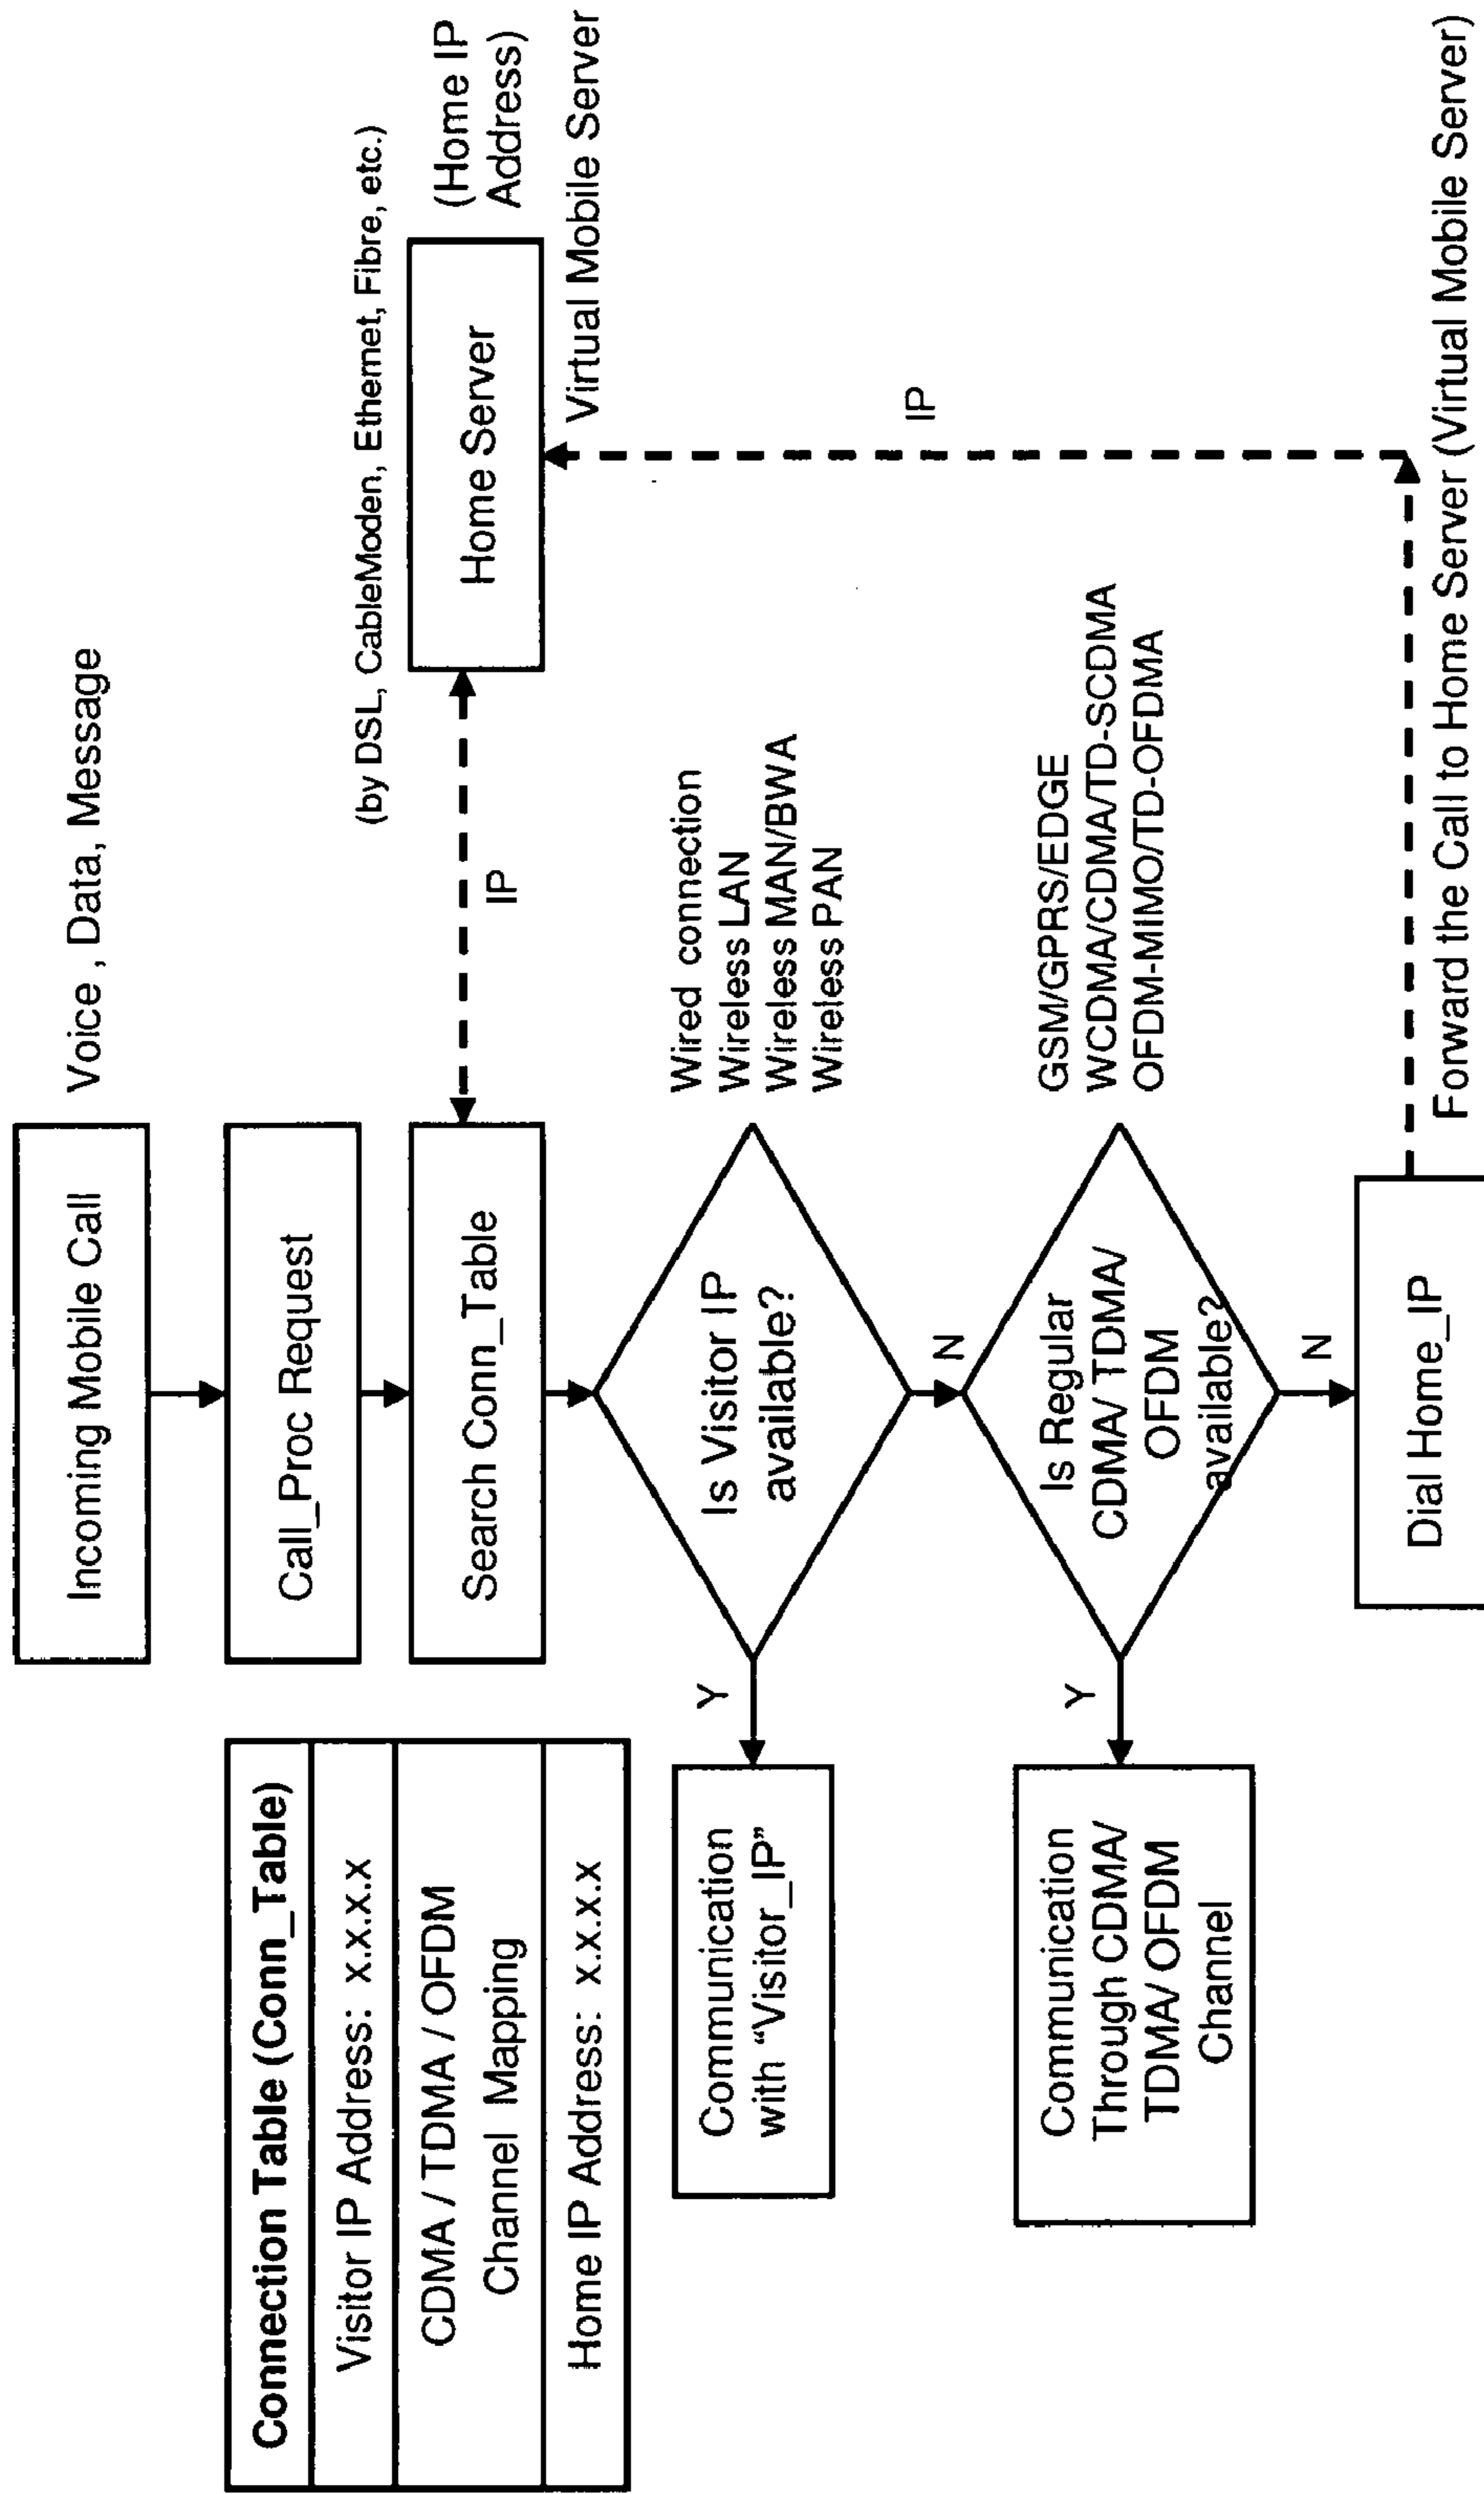 Incoming Mobile Call
Voice , Data, Message
Call_Proc Request
Connection Table (Conn_Table)
Visitor IP Address: x.x.x.x
CDMA / TDMA / OFDM
Channel Mapping
Home IP Address: x.x.x.x
Search Conn_Table
IP
(by DSL, CableModen, Ethernet, Fibre, etc.)
Home Server
(Home IP
Address)
Virtual Mobile Server
Is Visitor IP
available?
Wired connection
Wireless LAN
Wireless MAN/BWA
Wireless PAN
Y
Communication
with “Visitor_IP”
N
IP
Is Regular
CDMA/ TDMA/
OFDM
available?
GSM/GPRS/EDGE
WCDMA/CDMA/TD-SCDMA
OFDM-MIMO/TD-OFDMA
Y
Communication
Through CDMA/
TDMA/ OFDM
Channel
N
Dial Home_IP
Forward the Call to Home Server (Virtual Mobile Server)